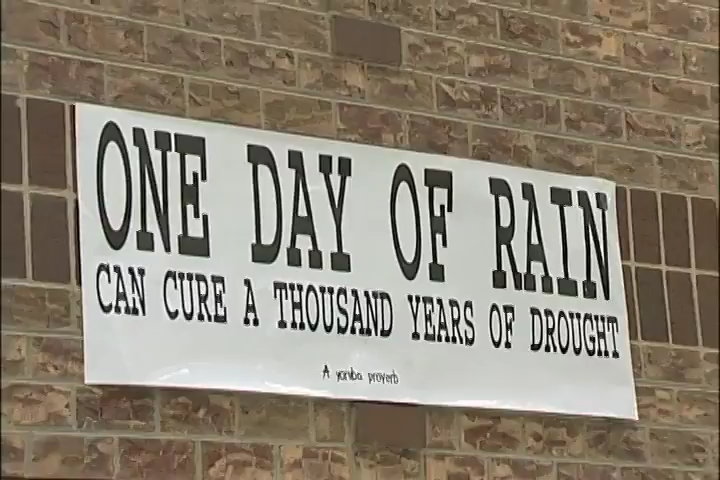 ONE DAY OF RAIN
CAN CURE A THOUSAND YEARS OF DROUGHT
A yoruba proverb